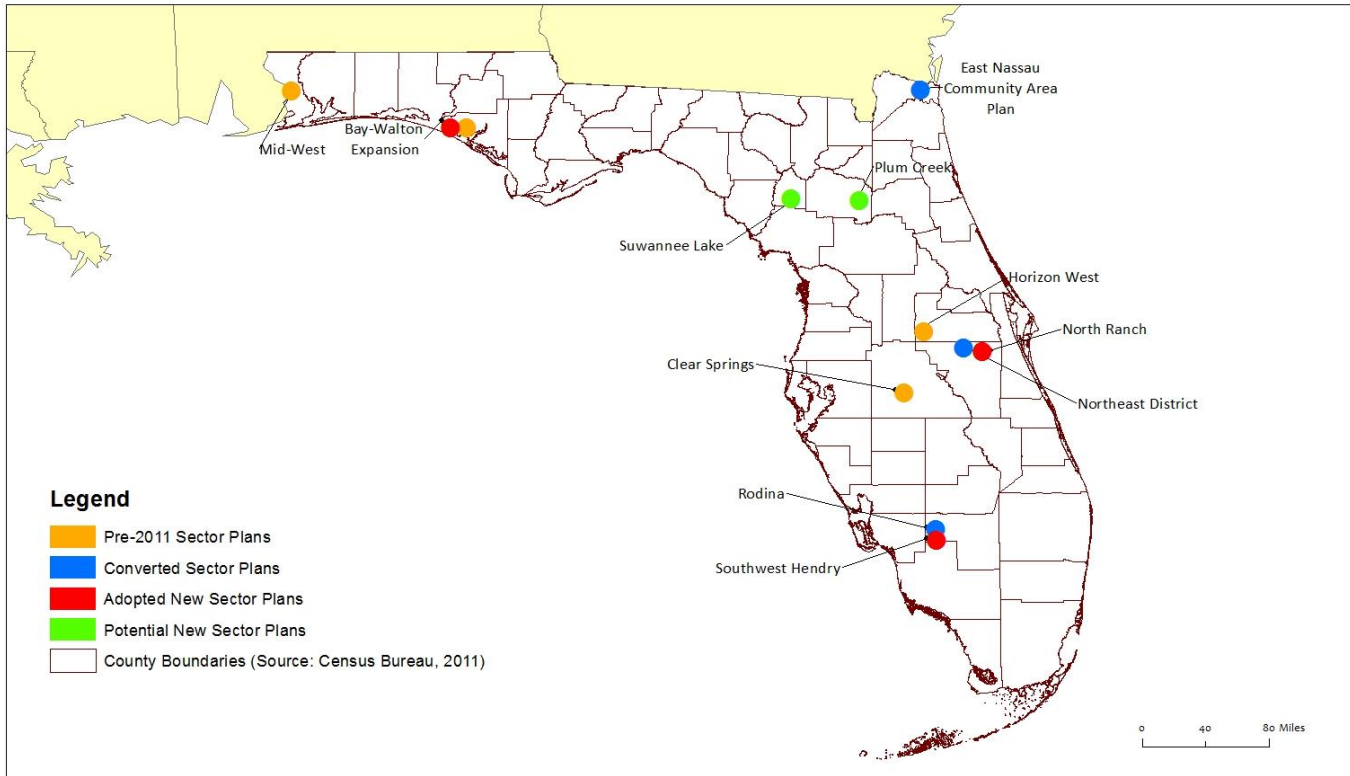 East Nassau
Community Area
Plan
Bay-Walton
Expansion
Mid-West
Plum Creek
Suwannee Lake
Horizon West
North Ranch
Clear Springs
Northeast District
Rodina
Southwest Hendry
Legend
Pre-2011 Sector Plans
Converted Sector Plans
Adopted New Sector Plans
Potential New Sector Plans
County Boundaries (Source: Census Bureau, 2011)
0 40 80 Miles